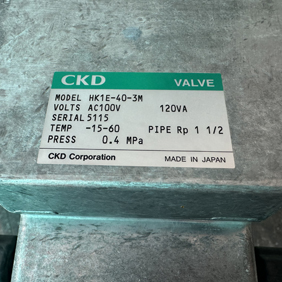 CKD VALVE
MODEL HK1E-40-3M
VOLTS AC100V 120VA
SERIAL 5115
TEMP -15-60 PIPE Rp 1 1/2
PRESS 0.4 MPa
CKD Corporation MADE IN JAPAN